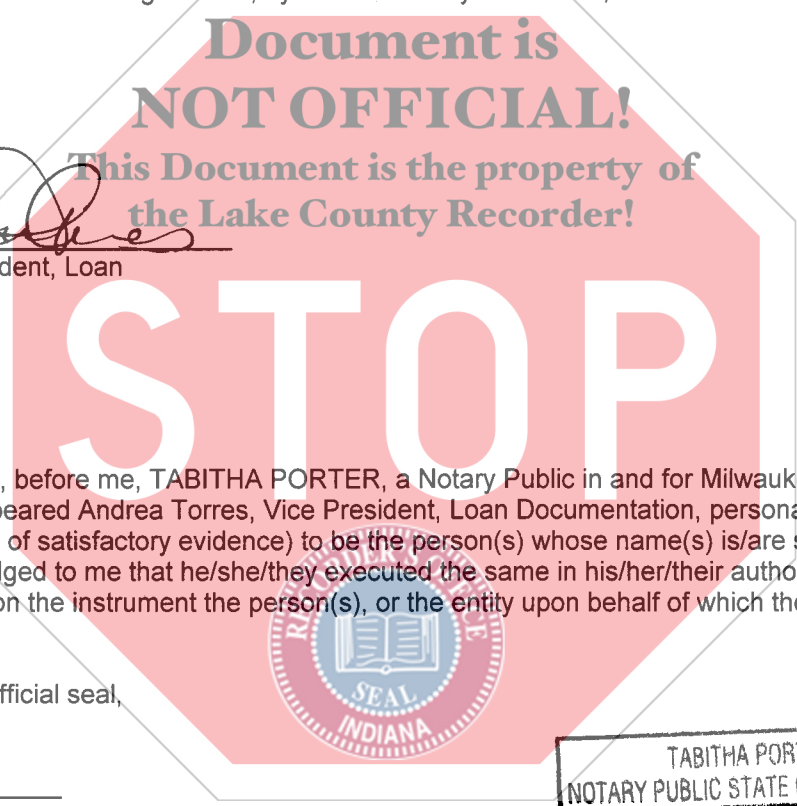 Document is
NOT OFFICIAL!
This Document is the property of
the Lake County Recorder!
dent, Loan
STOP
, before me, TABITHA PORTER, a Notary Public in and for Milwauk
peared Andrea Torres, Vice President, Loan Documentation, persona
of satisfactory evidence) to be the person(s) whose name(s) is/are s
dged to me that he/she/they executed the same in his/her/their autho
on the instrument the person(s), or the entity upon behalf of which the
RECORDER OFFICE
SEAL
INDIANA
fficial seal,
TABITHA POR
NOTARY PUBLIC STATE